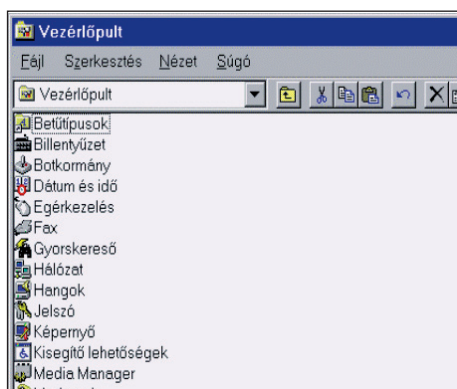 Vezérlőpult
Fájl Szerkesztés Nézet Súgó
Vezérlőpult
Betűtípusok
Billentyűzet
Botkormány
Dátum és idő
Egérkezelés
Fax
Gyorskereső
Hálózat
Hangok
Jelszó
Képernyő
Kisegítő lehetőségek
Media Manager